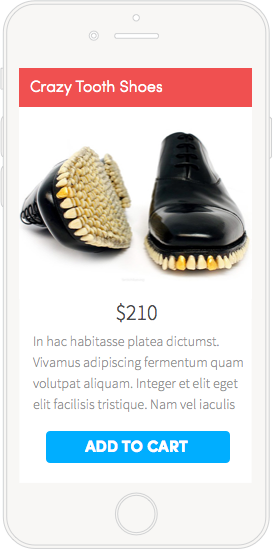 Crazy Tooth Shoes
$210
In hac habitasse platea dictumst.
Vivamus adipiscing fermentum quam
volutpat aliquam. Integer et elit eget
elit facilisis tristique. Nam vel iaculis
ADD TO CART